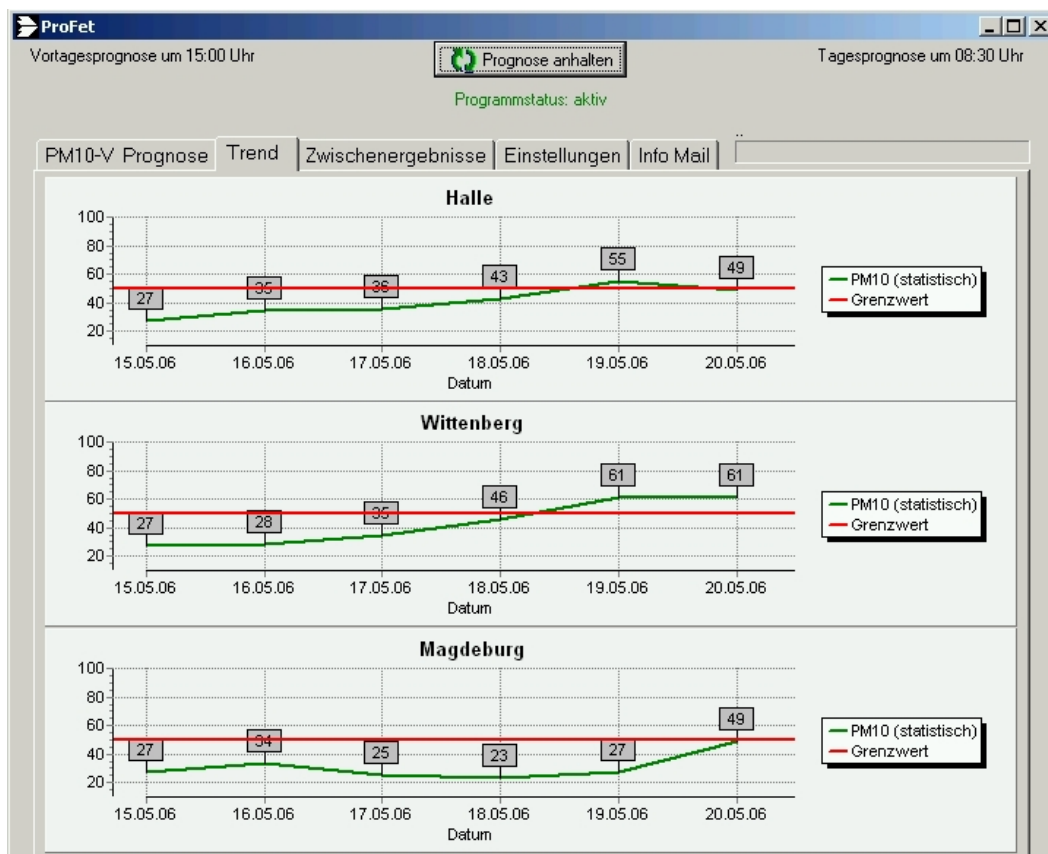 ProFet
Vortagesprognose um 15:00 Uhr
Prognose anhalten
Tagesprognose um 08:30 Uhr
Programmstatus: aktiv
PM10-V Prognose
Trend
Zwischenergebnisse
Einstellungen
Info Mail
..
Halle
100
80
60
40
20
27
35
36
43
55
49
15.05.06 16.05.06 17.05.06 18.05.06 19.05.06 20.05.06
Datum
PM10 (statistisch)
Grenzwert
Wittenberg
100
80
60
40
20
27
28
35
46
61
61
15.05.06 16.05.06 17.05.06 18.05.06 19.05.06 20.05.06
Datum
PM10 (statistisch)
Grenzwert
Magdeburg
100
80
60
40
20
27
34
25
23
27
49
15.05.06 16.05.06 17.05.06 18.05.06 19.05.06 20.05.06
Datum
PM10 (statistisch)
Grenzwert